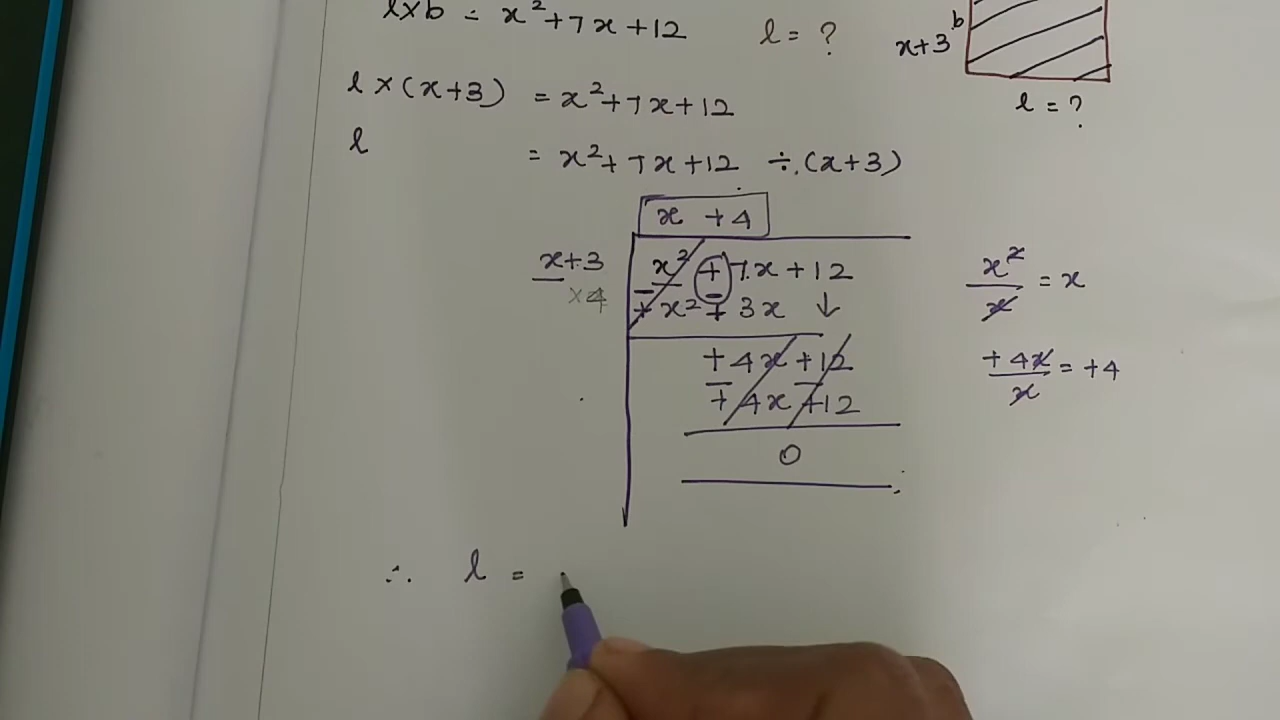 l×b = x²+7x+12 l = ?
x+3 b
l×(x+3) = x²+7x+12
l = ?
l = x²+7x+12 ÷ (x+3)
x +4
x+3 x² +7x+12
×4 +x² + 3x ↓
x²/x = x
+4x+12
+4x/x = +4
+4x+12
0
∴ l =